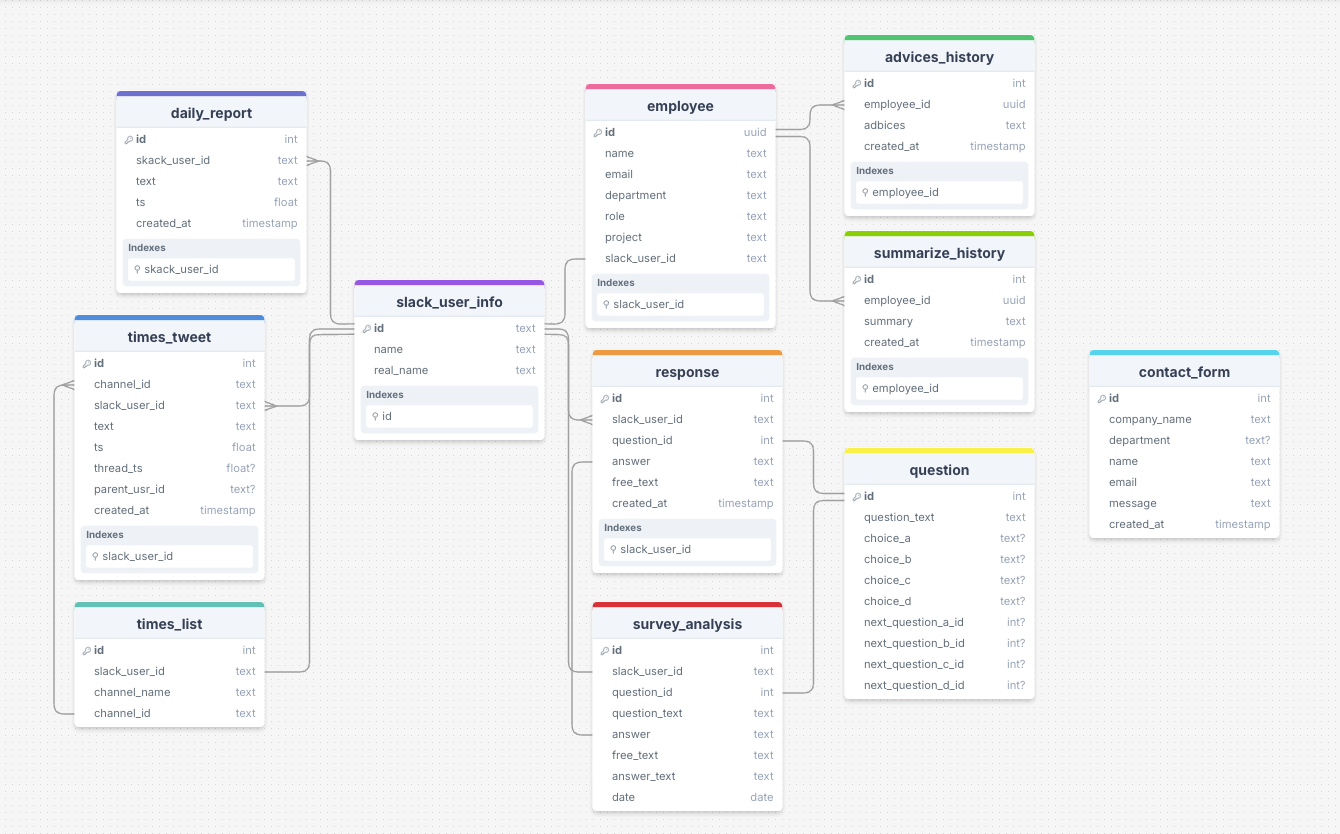 daily_report
id int
skack_user_id text
text text
ts float
created_at timestamp
Indexes
skack_user_id
times_tweet
id int
channel_id text
slack_user_id text
text text
ts float
thread_ts float?
parent_usr_id text?
created_at timestamp
Indexes
slack_user_id
times_list
id int
slack_user_id text
channel_name text
channel_id text
slack_user_info
id text
name text
real_name text
Indexes
id
employee
id uuid
name text
email text
department text
role text
project text
slack_user_id text
Indexes
slack_user_id
response
id int
slack_user_id text
question_id int
answer text
free_text text
created_at timestamp
Indexes
slack_user_id
survey_analysis
id int
slack_user_id text
question_id int
question_text text
answer text
free_text text
answer_text text
date date
advices_history
id int
employee_id uuid
adbices text
created_at timestamp
Indexes
employee_id
summarize_history
id int
employee_id uuid
summary text
created_at timestamp
Indexes
employee_id
question
id int
question_text text
choice_a text?
choice_b text?
choice_c text?
choice_d text?
next_question_a_id int?
next_question_b_id int?
next_question_c_id int?
next_question_d_id int?
contact_form
id int
company_name text
department text?
name text
email text
message text
created_at timestamp